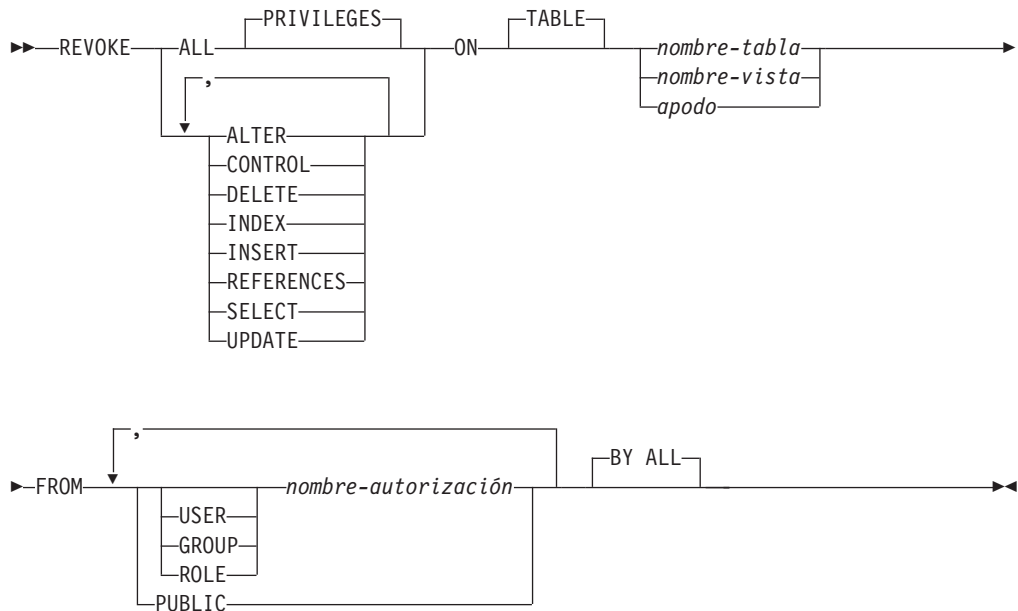 PRIVILEGES TABLE
REVOKE ALL ON nombre-tabla
, nombre-vista
apodo
ALTER
CONTROL
DELETE
INDEX
INSERT
REFERENCES
SELECT
UPDATE
,
BY ALL
FROM nombre-autorización
USER
GROUP
ROLE
PUBLIC